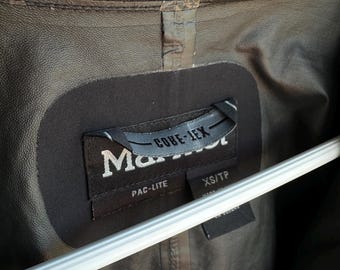 GORE-TEX
Marmot
PAC-LITE
XS/TP